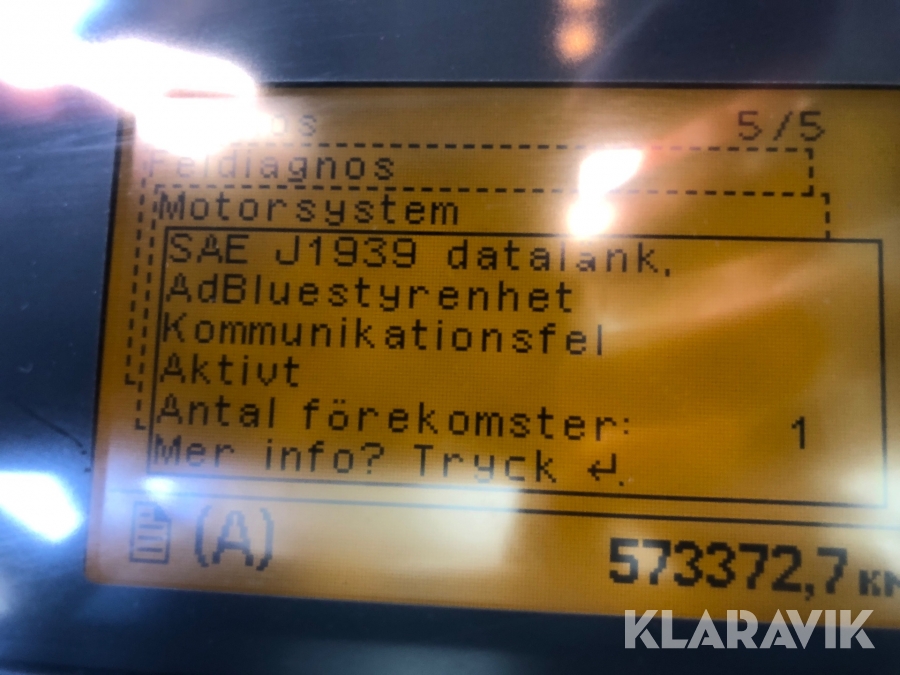 5/5
Feldiagnos
Motorsystem
SAE J1939 datalänk,
AdBluestyrenhet
Kommunikationsfel
Aktivt
Antal förekomster: 1
Mer info? Tryck ↵.
(A)
573372,7 KM
KLARAVIK